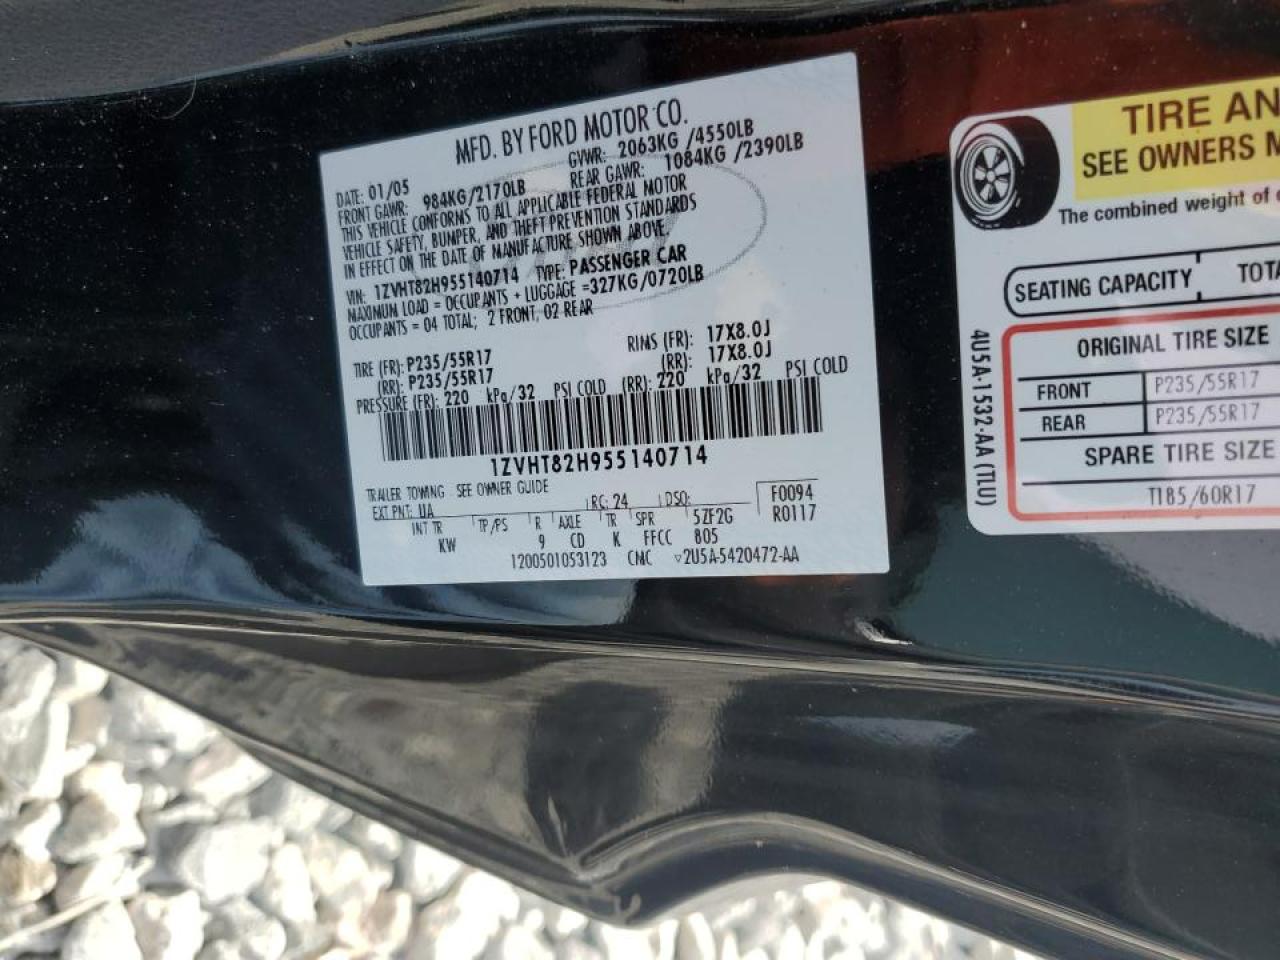 MFD. BY FORD MOTOR CO.
DATE: 01/05 GVWR: 2063KG /4550LB
FRONT GAWR: 984KG/2170LB REAR GAWR: 1084KG /2390LB
THIS VEHICLE CONFORMS TO ALL APPLICABLE FEDERAL MOTOR
VEHICLE SAFETY, BUMPER, AND THEFT PREVENTION STANDARDS
IN EFFECT ON THE DATE OF MANUFACTURE SHOWN ABOVE.
VIN: 1ZVHT82H955140714 TYPE: PASSENGER CAR
MAXIMUM LOAD = OCCUPANTS + LUGGAGE =327KG/0720LB
OCCUPANTS = 04 TOTAL; 2 FRONT, 02 REAR
TIRE (FR): P235/55R17 RIMS (FR): 17X8.0J
(RR): P235/55R17 (RR): 17X8.0J
PRESSURE (FR): 220 kPa/32 PSI COLD (RR): 220 kPa/32 PSI COLD
1ZVHT82H955140714
TRAILER TOWING - SEE OWNER GUIDE
EXT PNT: UA RC: 24 DSO: F0094
INT TR TP/PS R AXLE TR SPR 5ZF2G R0117
KW 9 CD K FFCC 805
1200501053123 CMC ▽2U5A-5420472-AA
TIRE AN
SEE OWNERS M
The combined weight of
SEATING CAPACITY TOTA
ORIGINAL TIRE SIZE
FRONT P235/55R17
REAR P235/55R17
SPARE TIRE SIZE
T185/60R17
4U5A-1532-AA (TLU)